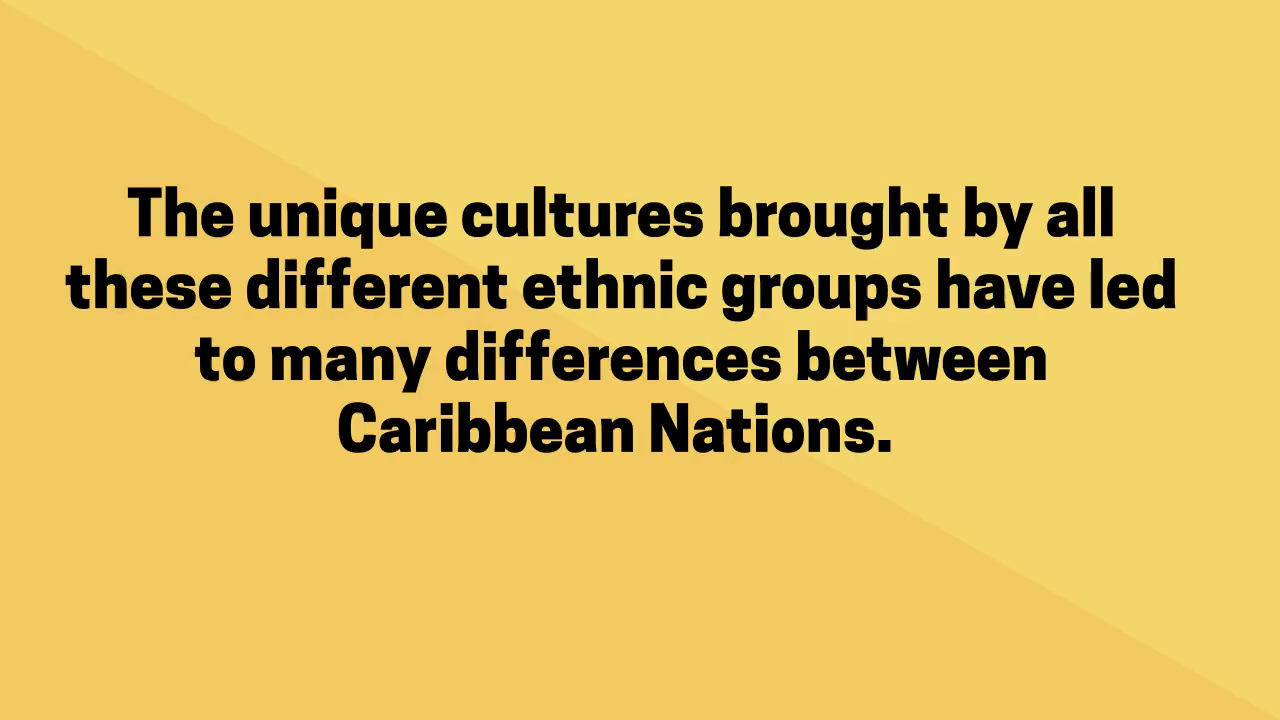 The unique cultures brought by all
these different ethnic groups have led
to many differences between
Caribbean Nations.